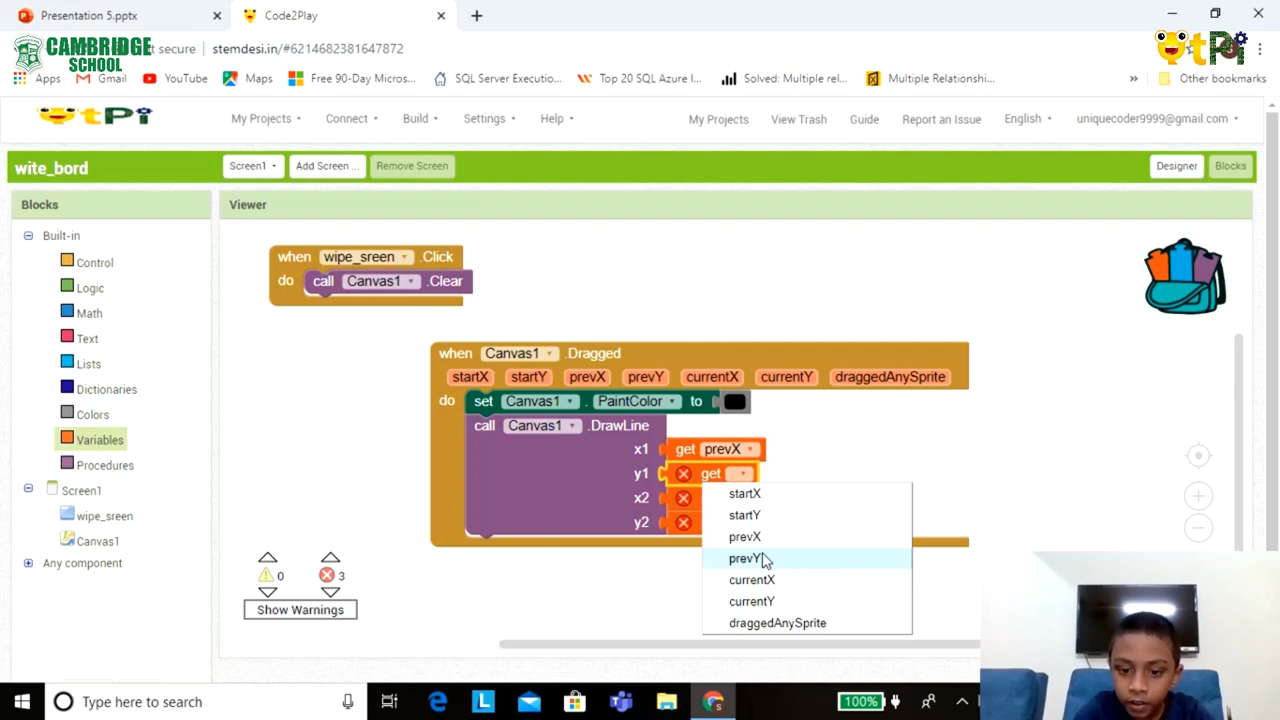 Presentation 5.pptx
Code2Play
CAMBRIDGE
SCHOOL
t secure
stemdesi.in/#6214682381647872
tPi
Apps
Gmail
YouTube
Maps
Free 90-Day Micros...
SQL Server Executio...
Top 20 SQL Azure I...
Solved: Multiple rel...
Multiple Relationshi...
»
Other bookmarks
tPi
My Projects
Connect
Build
Settings
Help
My Projects
View Trash
Guide
Report an Issue
English
uniquecoder9999@gmail.com
wite_bord
Screen1
Add Screen ...
Remove Screen
Designer
Blocks
Blocks
Viewer
Built-in
Control
Logic
Math
Text
Lists
Dictionaries
Colors
Variables
Procedures
Screen1
wipe_sreen
Canvas1
Any component
when wipe_sreen .Click
do call Canvas1 .Clear
when Canvas1 .Dragged
startX startY prevX prevY currentX currentY draggedAnySprite
do set Canvas1 . PaintColor to
call Canvas1 .DrawLine
x1 get prevX
y1 get
x2
y2
startX
startY
prevX
prevY
currentX
currentY
draggedAnySprite
0 3
Show Warnings
Type here to search
L
100%